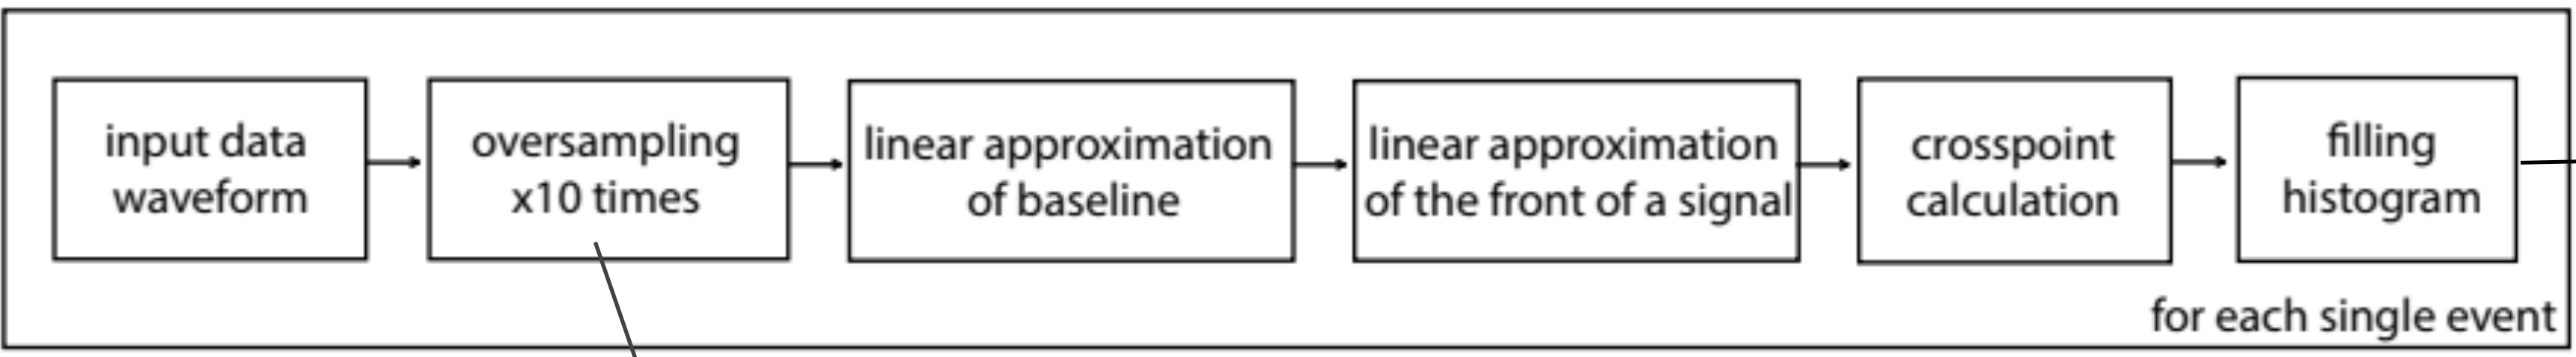 input data
waveform
oversampling
x10 times
linear approximation
of baseline
linear approximation
of the front of a signal
crosspoint
calculation
filling
histogram
for each single event